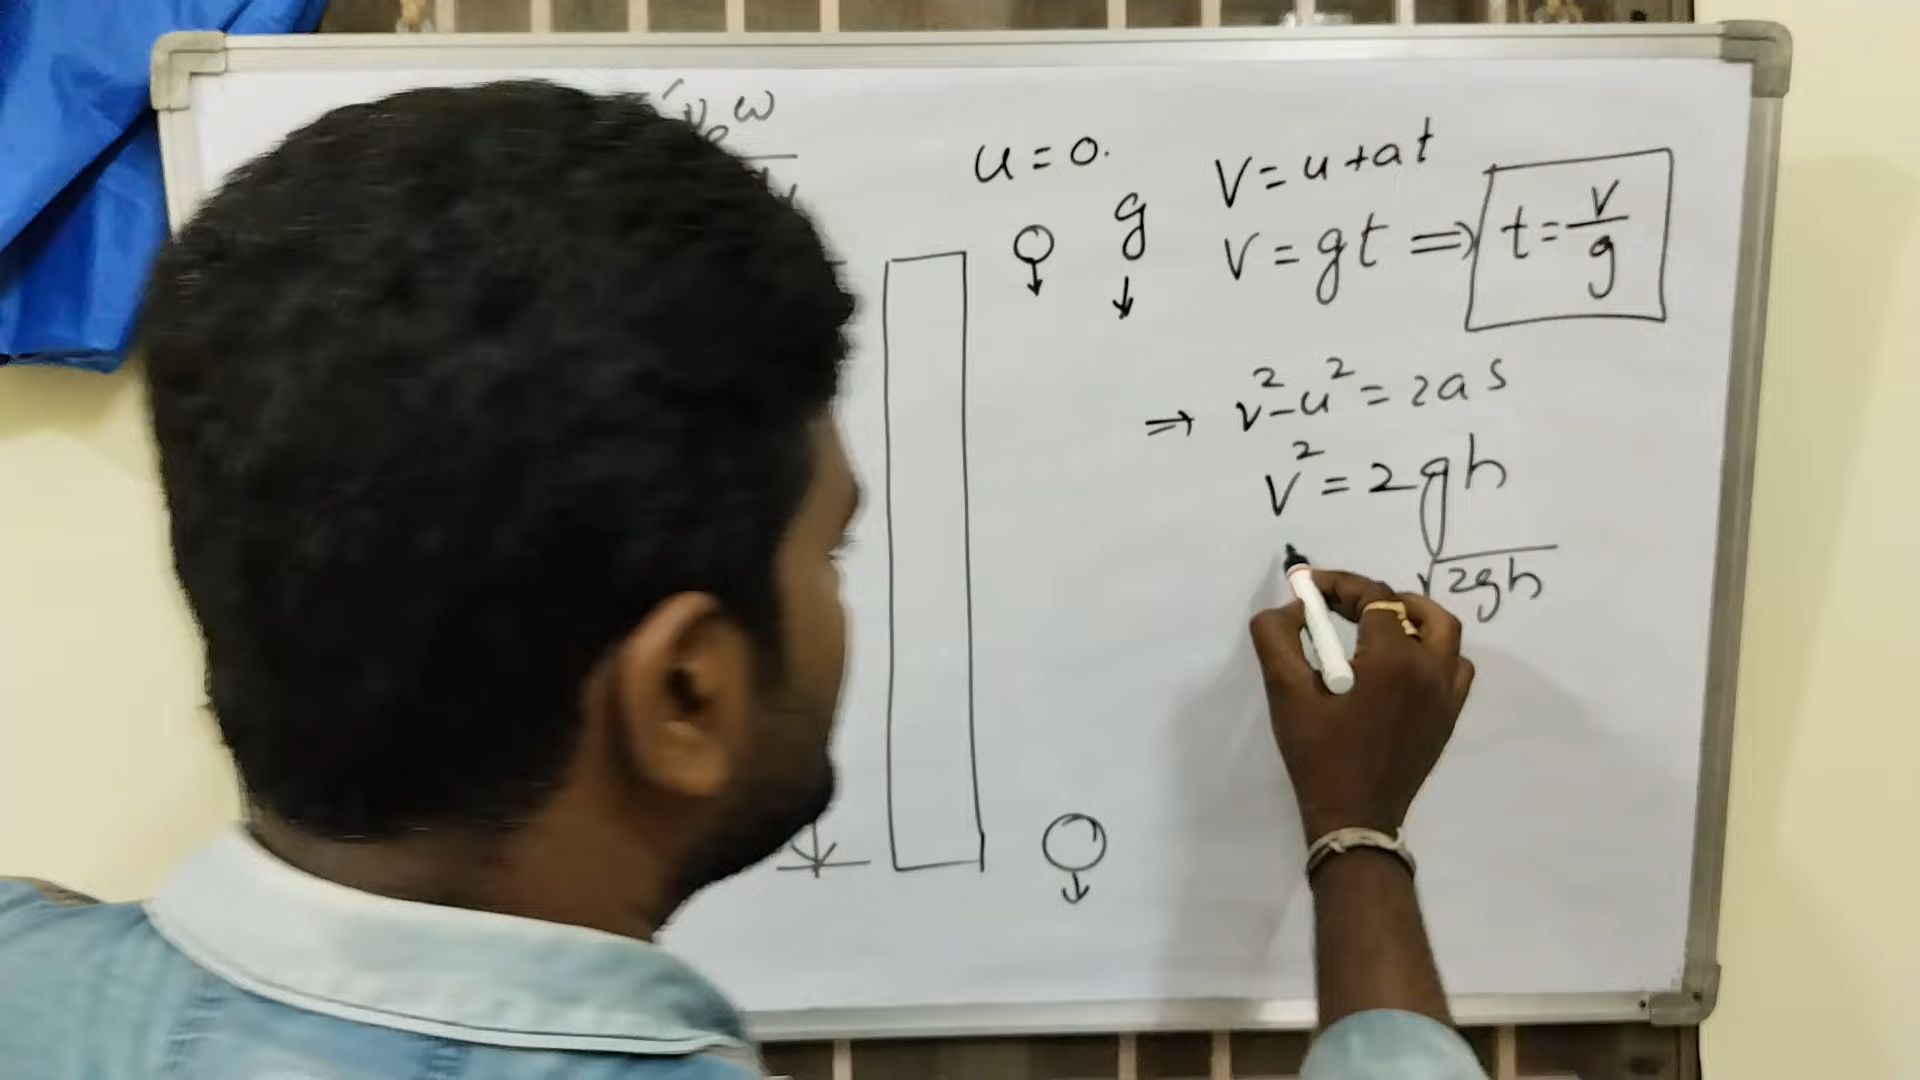 ω
u = 0.
g
V = u + at
V = gt ⇒ t = v/g
⇒ v² - u² = 2as
V² = 2gh
√2gh